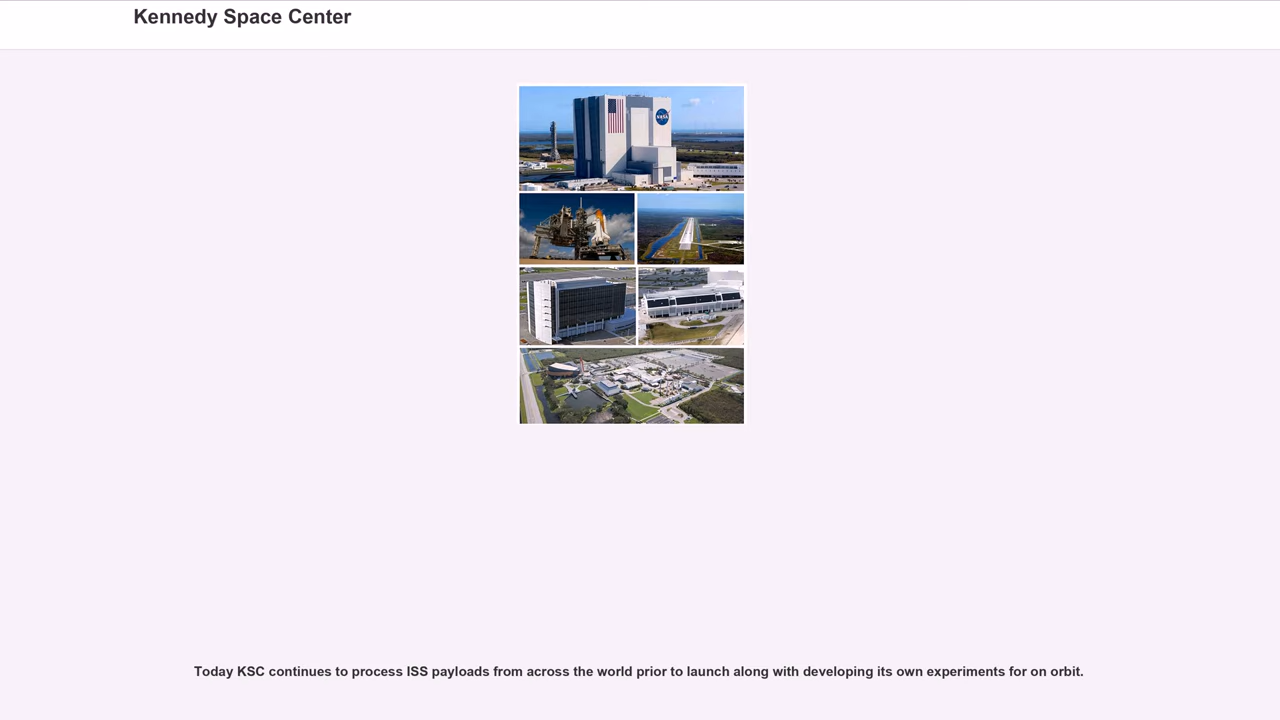 Kennedy Space Center
NASA
Today KSC continues to process ISS payloads from across the world prior to launch along with developing its own experiments for on orbit.